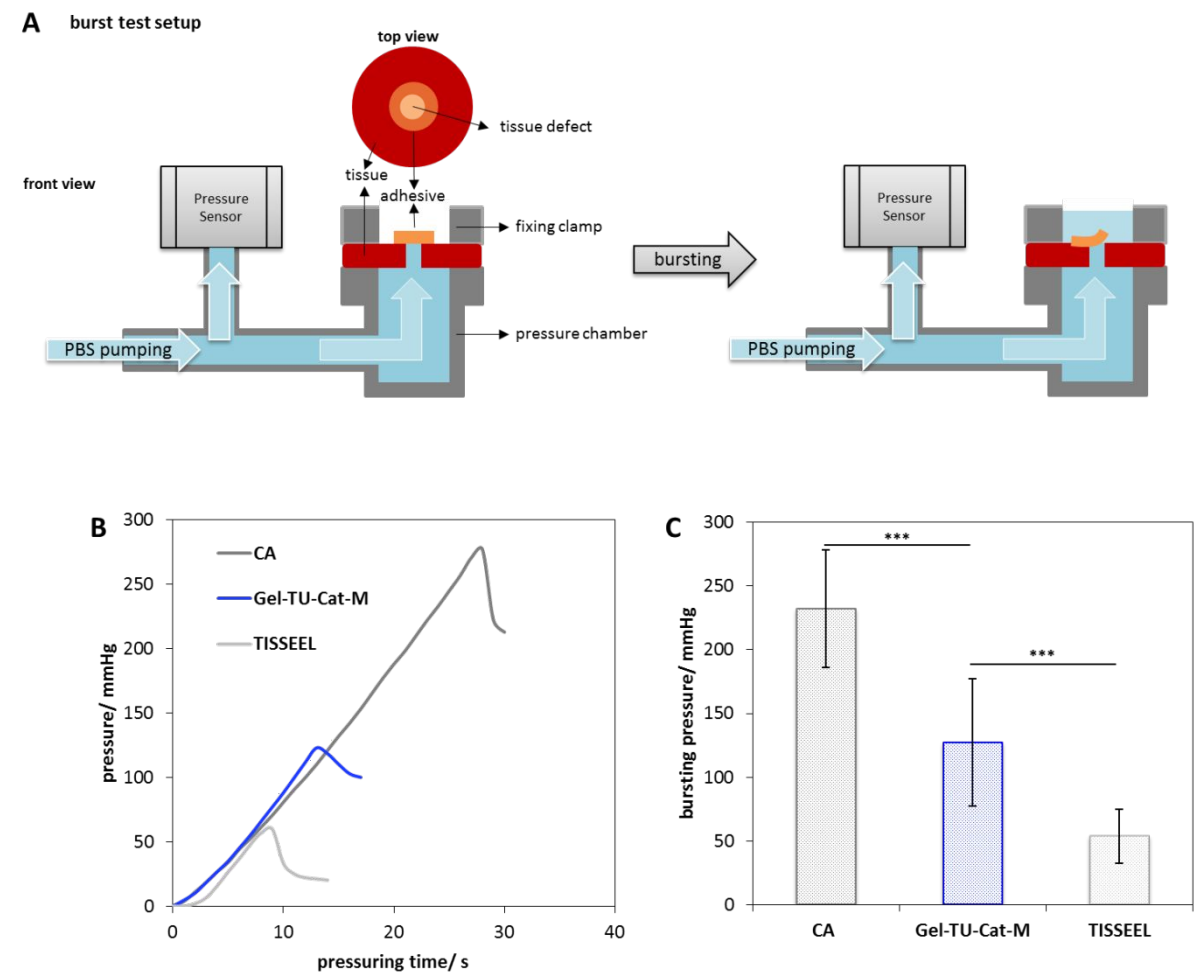 A burst test setup
top view
tissue defect
tissue
adhesive
front view
Pressure
Sensor
fixing clamp
pressure chamber
PBS pumping
bursting
Pressure
Sensor
PBS pumping
B
300
250
200
150
100
50
0
pressure/ mmHg
CA
Gel-TU-Cat-M
TISSEEL
0 10 20 30 40
pressuring time/ s
C
300
250
200
150
100
50
0
bursting pressure/ mmHg
***
***
CA Gel-TU-Cat-M TISSEEL